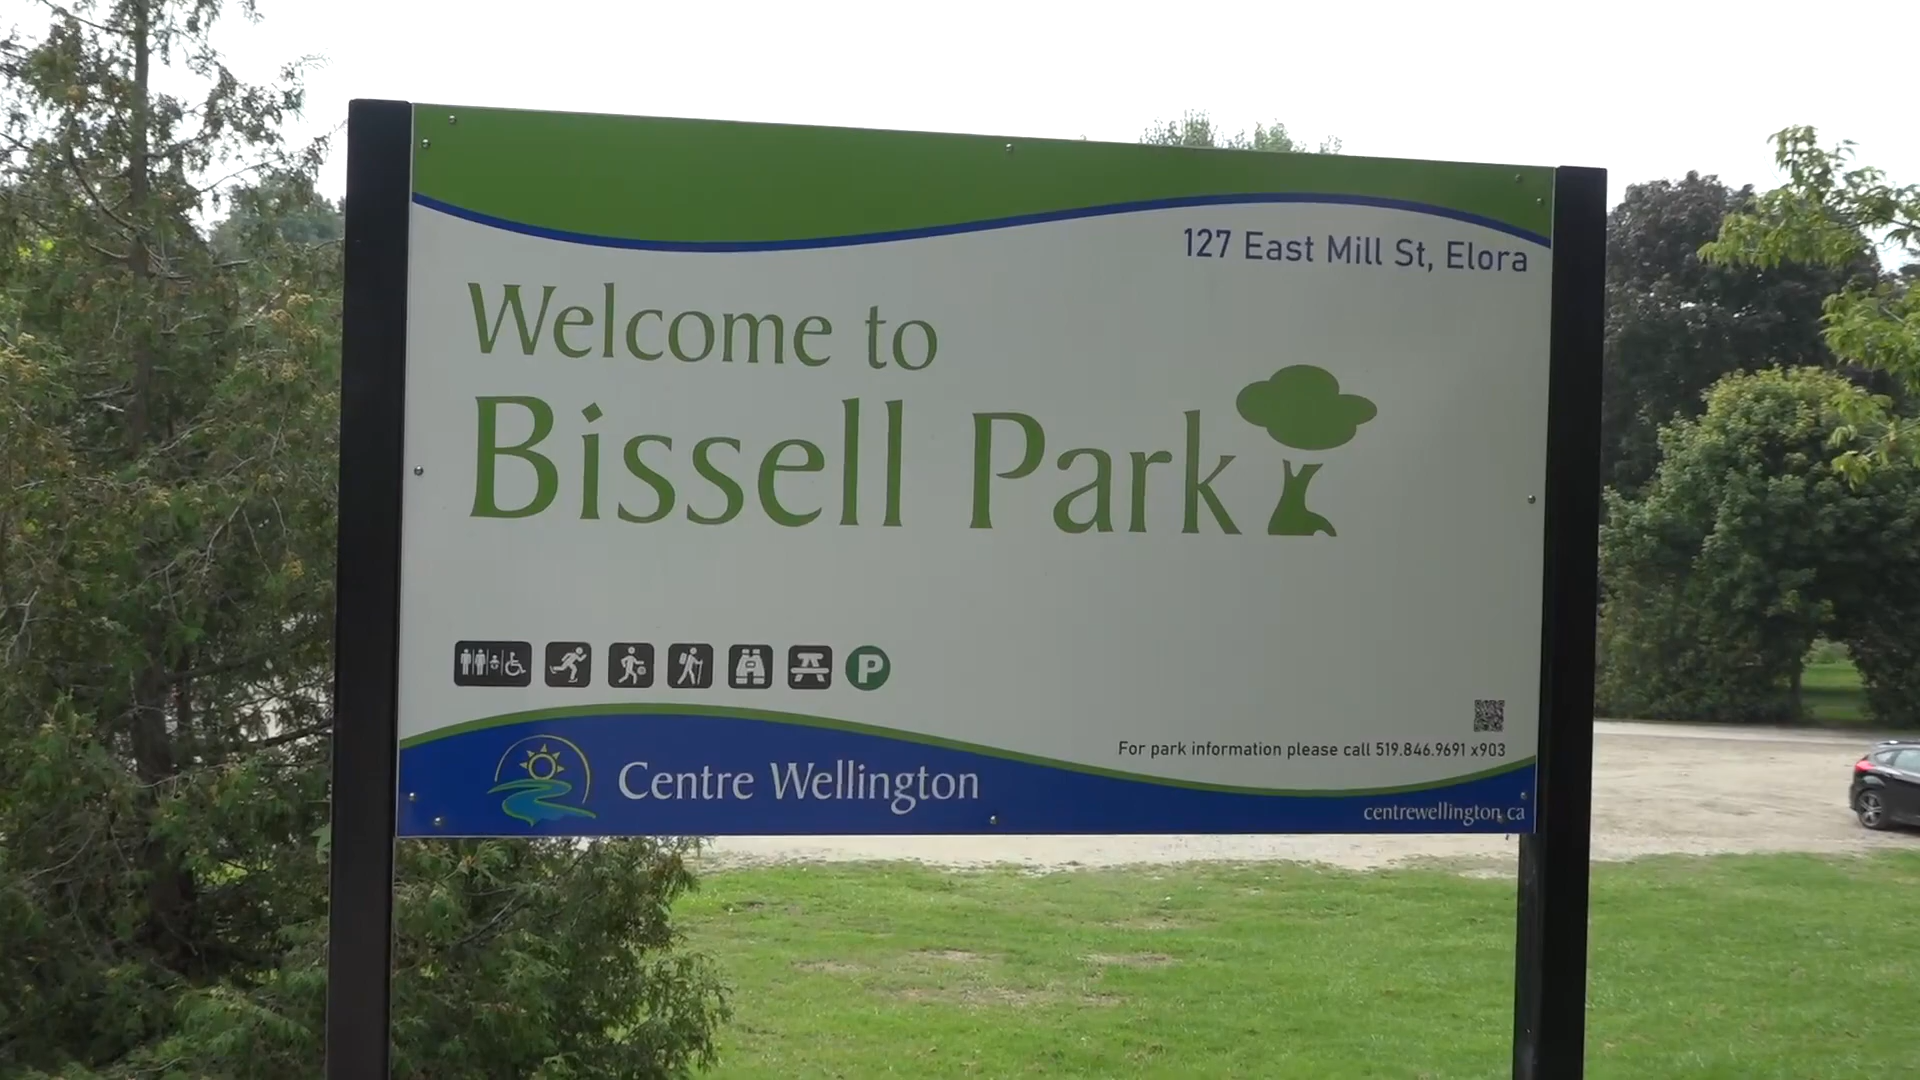 127 East Mill St, Elora
Welcome to
Bissell Park
P
For park information please call 519.846.9691 x903
Centre Wellington
centrewellington.ca